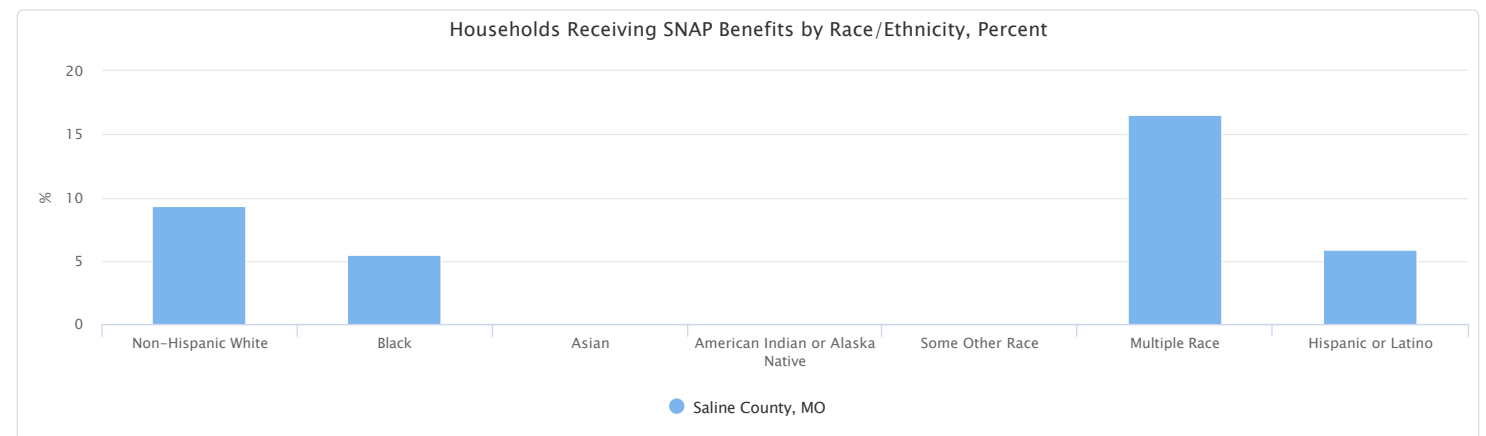 Households Receiving SNAP Benefits by Race/Ethnicity, Percent
20
15
%
10
5
0
Non-Hispanic White
Black
Asian
American Indian or Alaska
Native
Some Other Race
Multiple Race
Hispanic or Latino
Saline County, MO